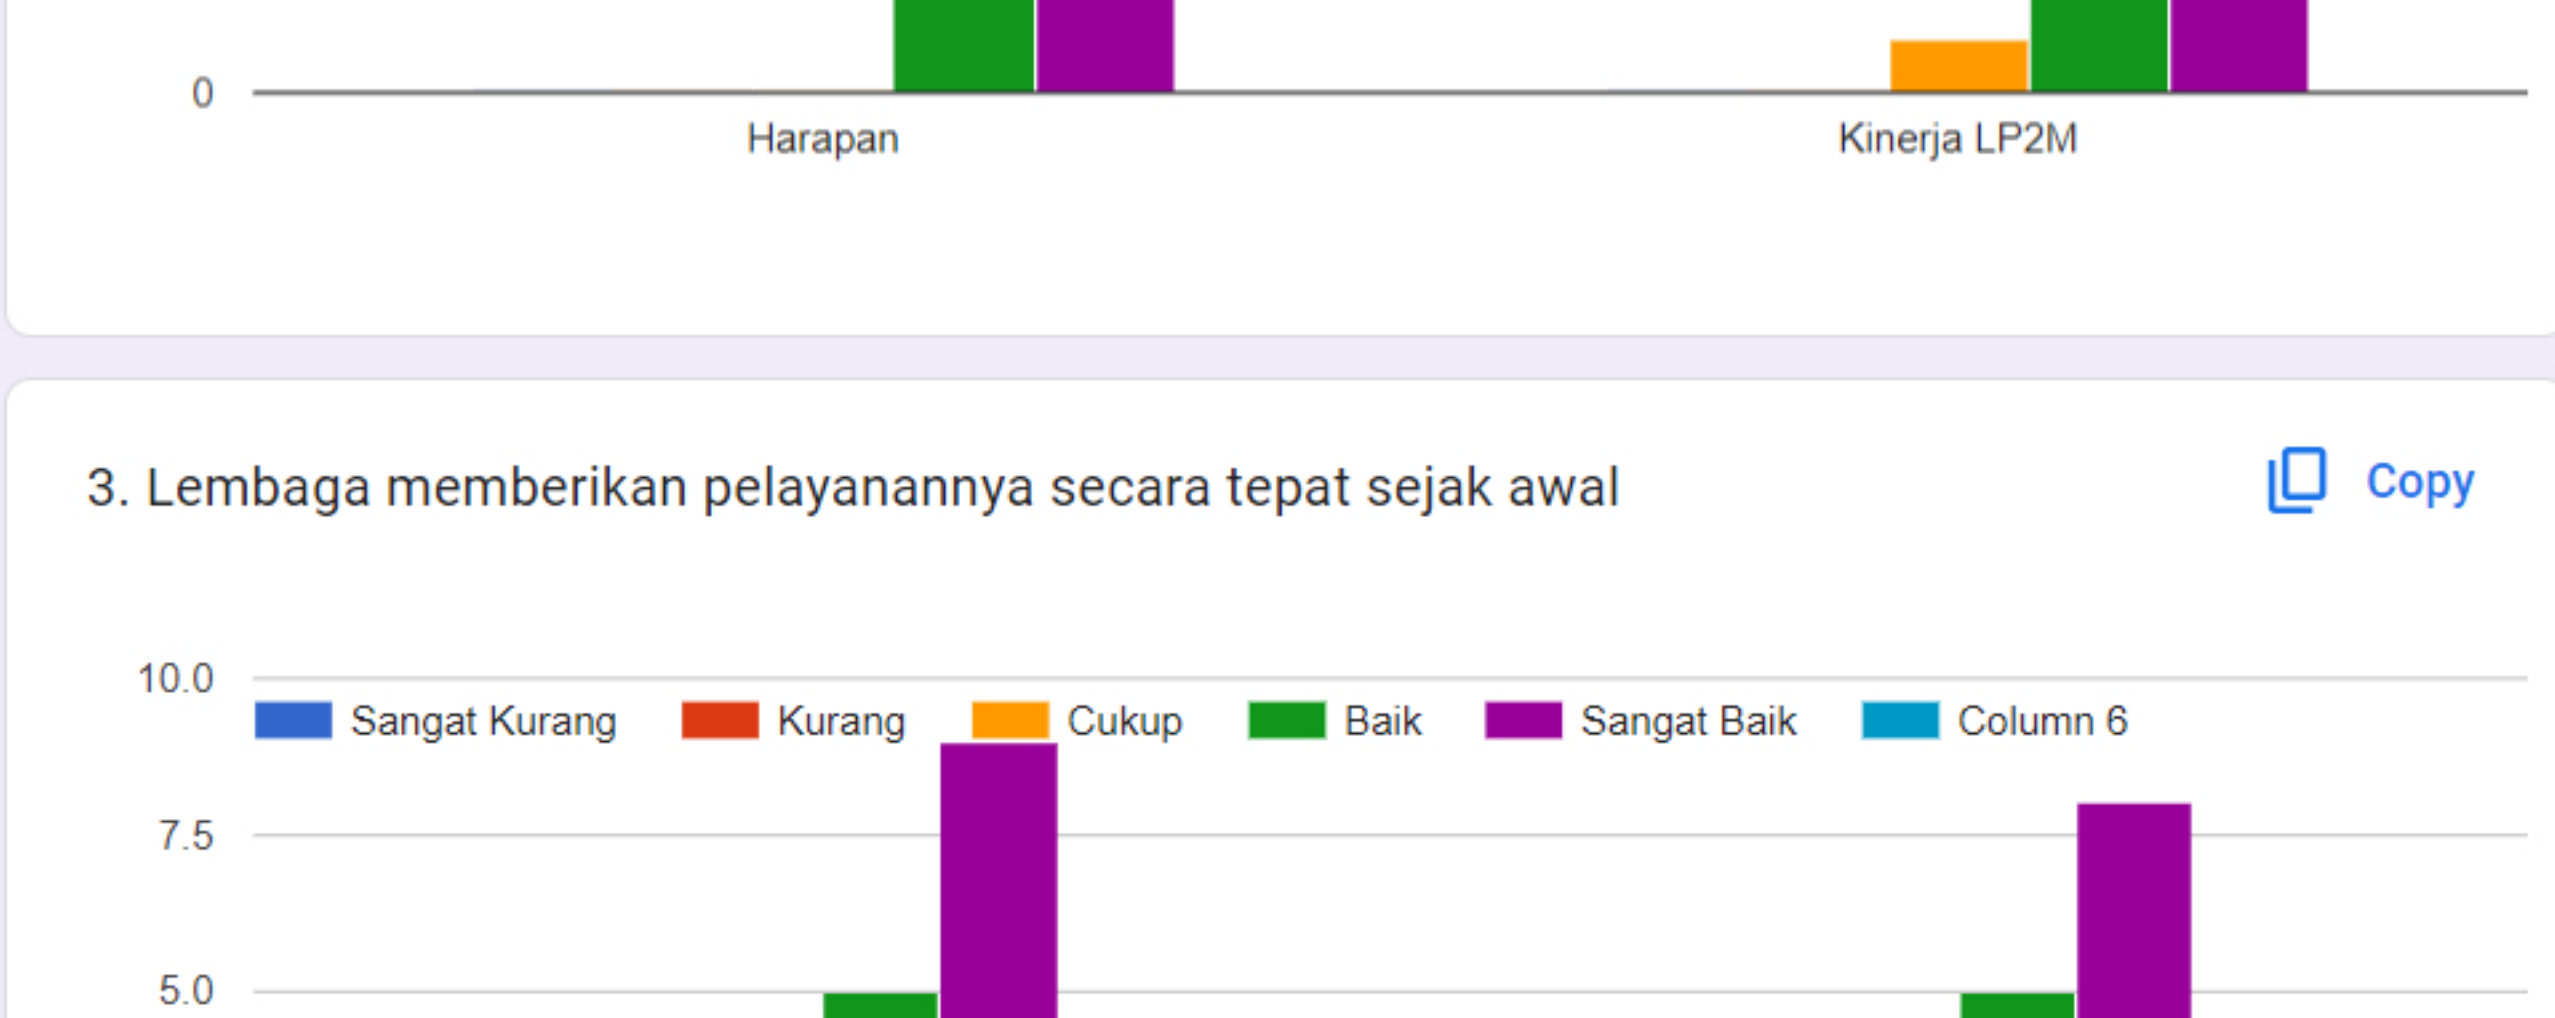 0
Harapan Kinerja LP2M
3. Lembaga memberikan pelayanannya secara tepat sejak awal
Copy
10.0
Sangat Kurang Kurang Cukup Baik Sangat Baik Column 6
7.5
5.0